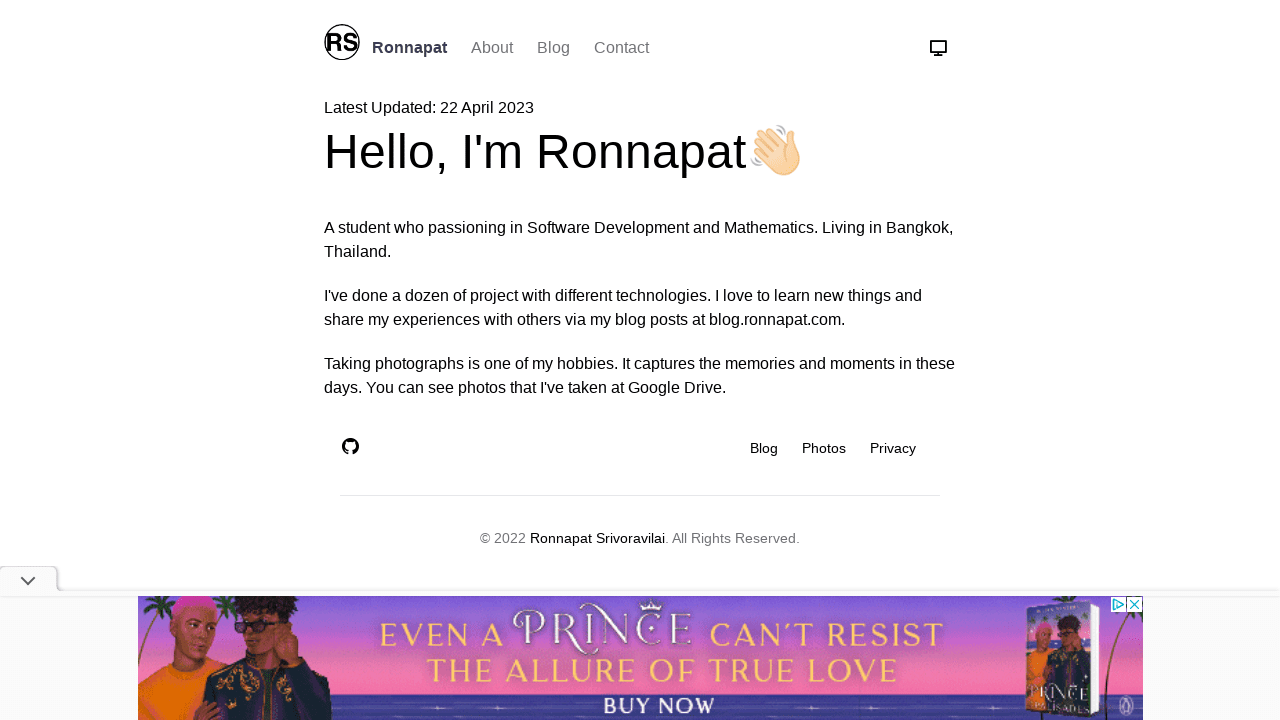 RS
Ronnapat About Blog Contact
Latest Updated: 22 April 2023
Hello, I'm Ronnapat
A student who passioning in Software Development and Mathematics. Living in Bangkok,
Thailand.
I've done a dozen of project with different technologies. I love to learn new things and
share my experiences with others via my blog posts at blog.ronnapat.com.
Taking photographs is one of my hobbies. It captures the memories and moments in these
days. You can see photos that I've taken at Google Drive.
Blog Photos Privacy
© 2022 Ronnapat Srivoravilai. All Rights Reserved.
EVEN A PRINCE CAN'T RESIST
THE ALLURE OF TRUE LOVE
BUY NOW
PRINCE
PALISADES